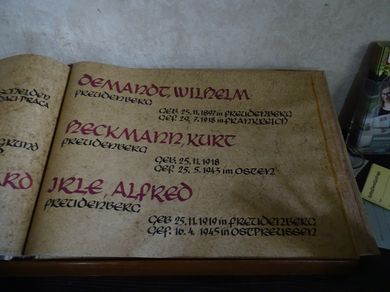 DEMANDT, WILHELM
FREUDENBERG
GEB. 25.11.1897 in FREUDENBERG
GEF. 29.7.1918 in FRANKREICH
HECKMANN, KURT
FREUDENBERG
GEB. 25.11.1918
GEF. 25.5.1943 im OSTEN
IRLE, ALFRED
FREUDENBERG
GEB. 25.11.1919 in FREUDENBERG
GEF. 16.4.1945 in OSTPREUSSEN